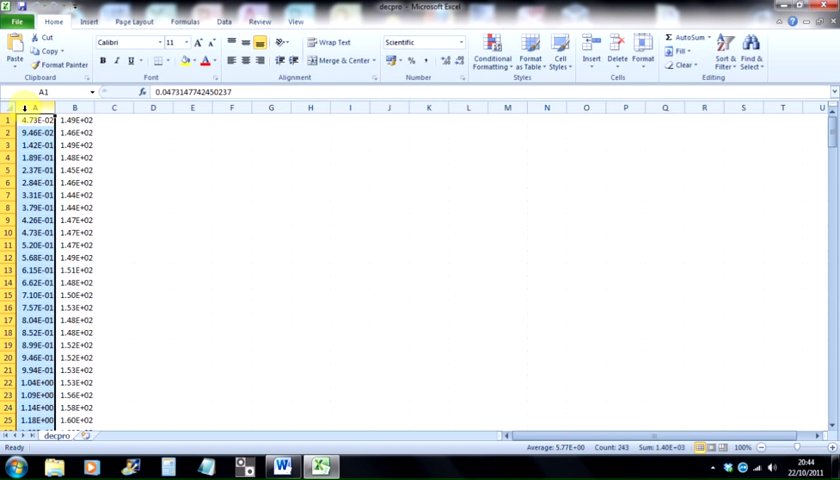 decpro - Microsoft Excel
File Home Insert Page Layout Formulas Data Review View
Paste
Cut
Copy
Format Painter
Clipboard
Calibri 11
B I U
Font
Wrap Text
Merge & Center
Alignment
Scientific
%
Number
Conditional Formatting
Format as Table
Cell Styles
Styles
Insert
Delete
Format
Cells
AutoSum
Fill
Clear
Sort & Filter
Find & Select
Editing
A1 fx 0.0473147742450237
A B C D E F G H I J K L M N O P Q R S T U
1 4.73E-02 1.49E+02
2 9.46E-02 1.46E+02
3 1.42E-01 1.49E+02
4 1.89E-01 1.48E+02
5 2.37E-01 1.45E+02
6 2.84E-01 1.46E+02
7 3.31E-01 1.44E+02
8 3.79E-01 1.44E+02
9 4.26E-01 1.47E+02
10 4.73E-01 1.47E+02
11 5.20E-01 1.47E+02
12 5.68E-01 1.49E+02
13 6.15E-01 1.51E+02
14 6.62E-01 1.48E+02
15 7.10E-01 1.50E+02
16 7.57E-01 1.53E+02
17 8.04E-01 1.48E+02
18 8.52E-01 1.48E+02
19 8.99E-01 1.52E+02
20 9.46E-01 1.52E+02
21 9.94E-01 1.53E+02
22 1.04E+00 1.53E+02
23 1.09E+00 1.56E+02
24 1.14E+00 1.58E+02
25 1.18E+00 1.60E+02
decpro
Ready Average: 5.77E+00 Count: 243 Sum: 1.40E+03 100%
20:44
22/10/2011